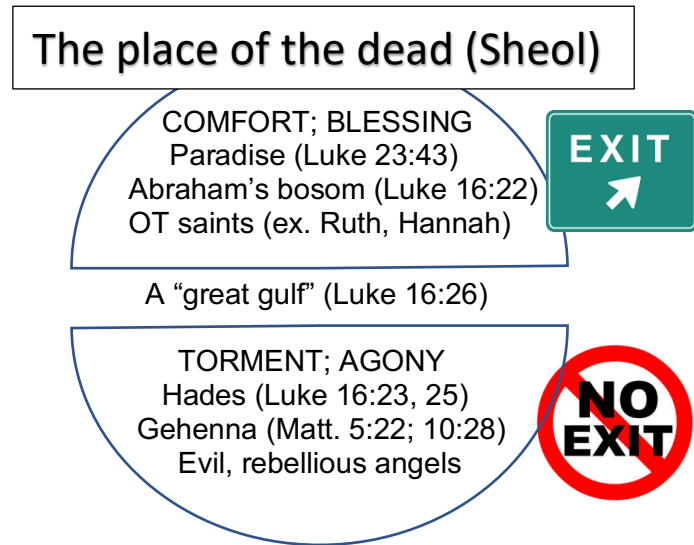 The place of the dead (Sheol)
COMFORT; BLESSING
Paradise (Luke 23:43)
Abraham’s bosom (Luke 16:22)
OT saints (ex. Ruth, Hannah)
EXIT
A “great gulf” (Luke 16:26)
TORMENT; AGONY
Hades (Luke 16:23, 25)
Gehenna (Matt. 5:22; 10:28)
Evil, rebellious angels
NO
EXIT